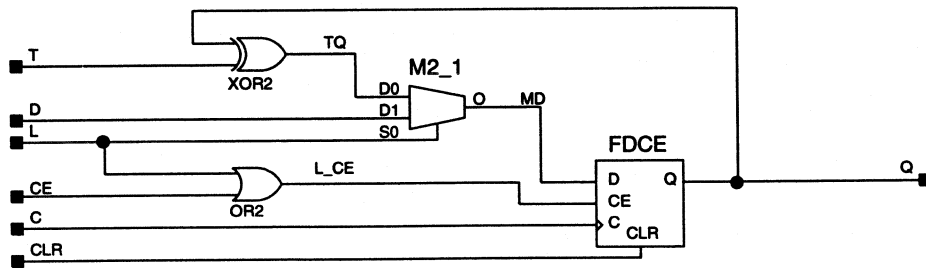 T
TQ
XOR2
M2_1
D0
D
D1
O
MD
L
S0
FDCE
L_CE
D
Q
Q
CE
OR2
CE
C
C
CLR
CLR